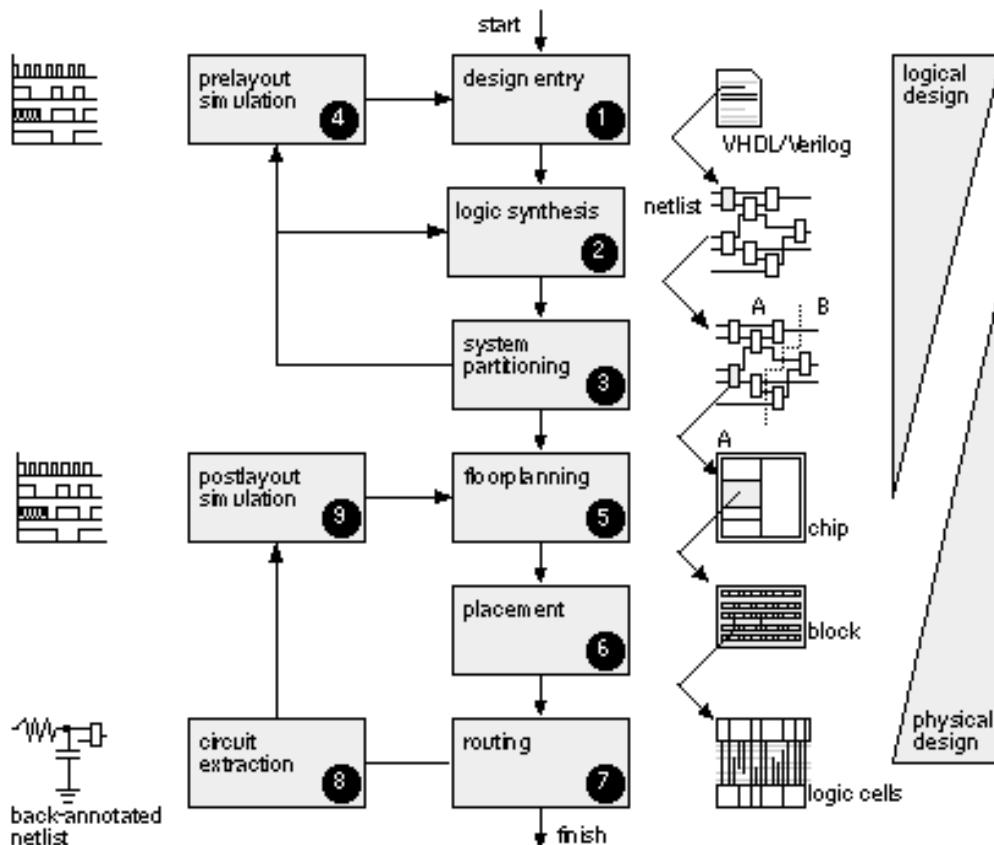 start
prelayout
simulation
4
design entry
1
VHDL/Verilog
logical
design
logic synthesis
2
netlist
system
partitioning
3
A
B
postlayout
simulation
9
floorplanning
5
A
chip
placement
6
block
circuit
extraction
8
routing
7
logic cells
physical
design
back-annotated
netlist
finish